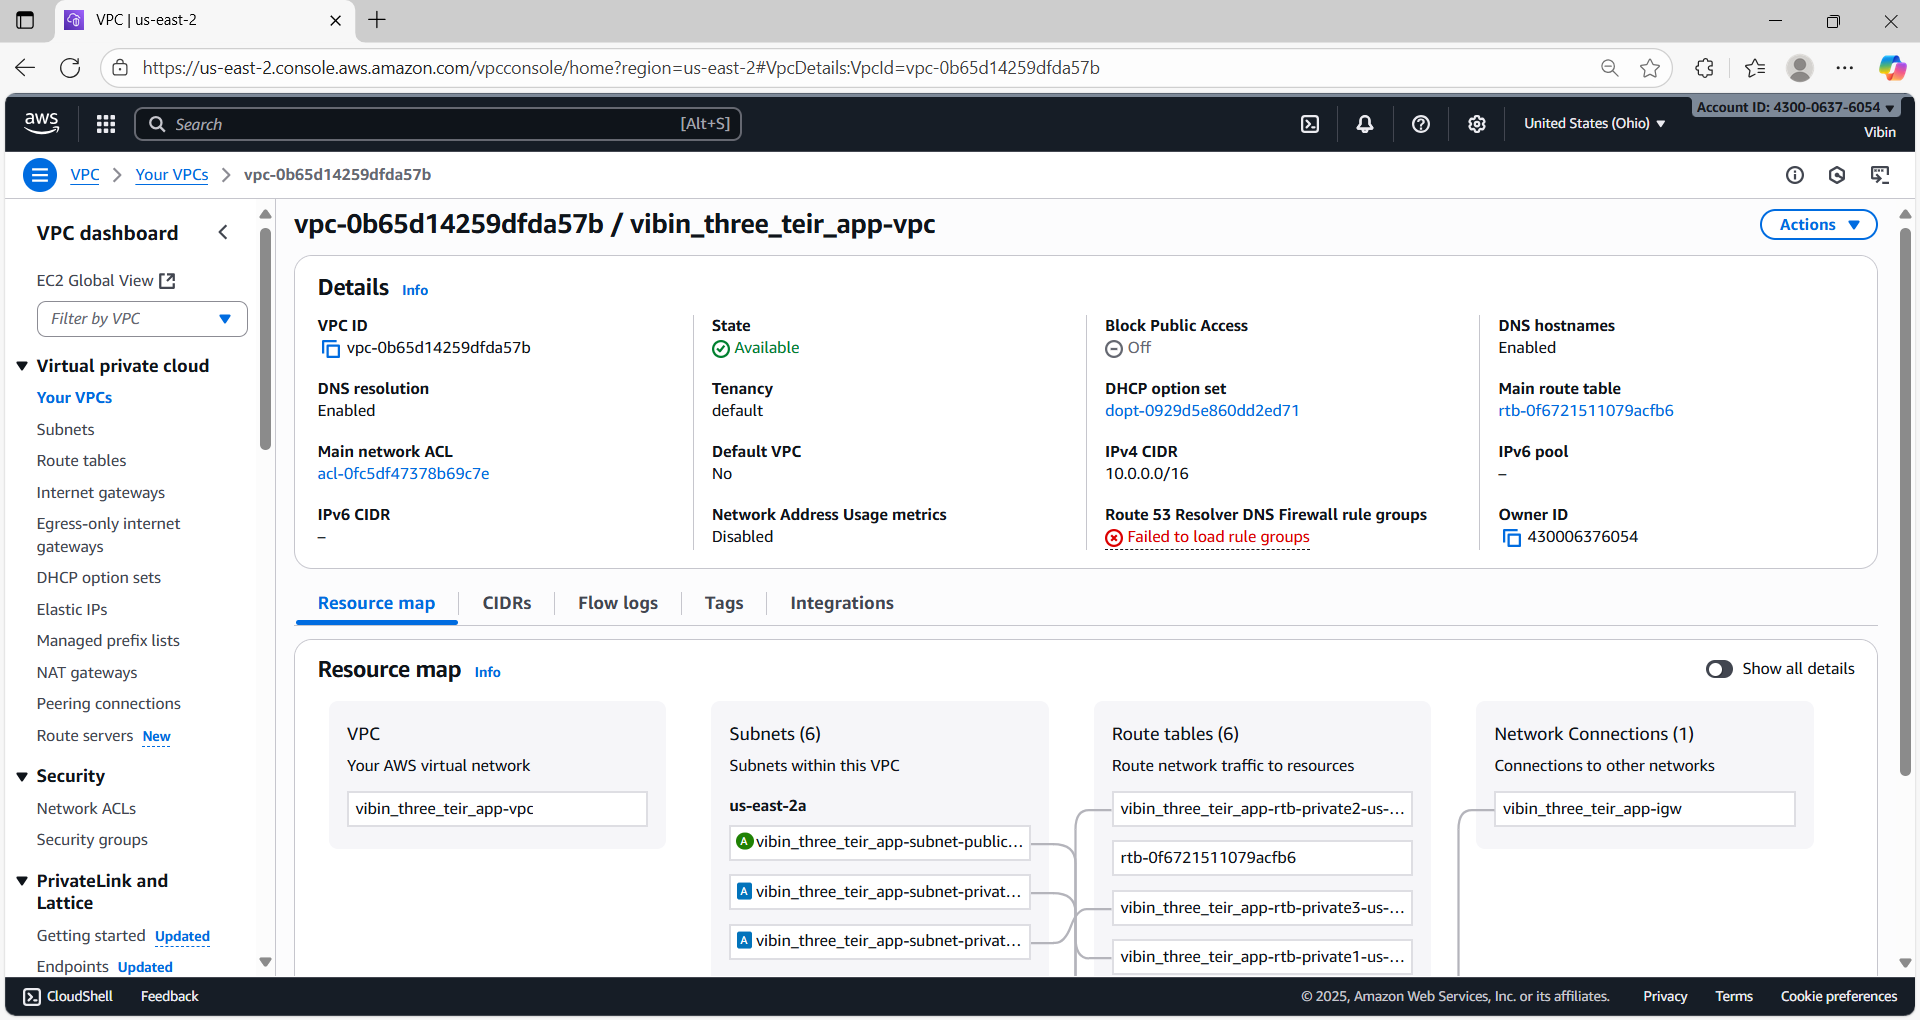 VPC | us-east-2
https://us-east-2.console.aws.amazon.com/vpcconsole/home?region=us-east-2#VpcDetails:VpcId=vpc-0b65d14259dfda57b
aws
Search
[Alt+S]
United States (Ohio)
Account ID: 4300-0637-6054
Vibin
VPC
Your VPCs
vpc-0b65d14259dfda57b
VPC dashboard
EC2 Global View
Filter by VPC
Virtual private cloud
Your VPCs
Subnets
Route tables
Internet gateways
Egress-only internet
gateways
DHCP option sets
Elastic IPs
Managed prefix lists
NAT gateways
Peering connections
Route servers New
Security
Network ACLs
Security groups
PrivateLink and
Lattice
Getting started Updated
Endpoints Updated
vpc-0b65d14259dfda57b / vibin_three_teir_app-vpc
Actions
Details Info
VPC ID
vpc-0b65d14259dfda57b
State
Available
Block Public Access
Off
DNS hostnames
Enabled
DNS resolution
Enabled
Tenancy
default
DHCP option set
dopt-0929d5e860dd2ed71
Main route table
rtb-0f6721511079acfb6
Main network ACL
acl-0fc5df47378b69c7e
Default VPC
No
IPv4 CIDR
10.0.0.0/16
IPv6 pool
–
IPv6 CIDR
–
Network Address Usage metrics
Disabled
Route 53 Resolver DNS Firewall rule groups
Failed to load rule groups
Owner ID
430006376054
Resource map
CIDRs
Flow logs
Tags
Integrations
Resource map Info
Show all details
VPC
Your AWS virtual network
vibin_three_teir_app-vpc
Subnets (6)
Subnets within this VPC
us-east-2a
A vibin_three_teir_app-subnet-public...
A vibin_three_teir_app-subnet-privat...
A vibin_three_teir_app-subnet-privat...
Route tables (6)
Route network traffic to resources
vibin_three_teir_app-rtb-private2-us-...
rtb-0f6721511079acfb6
vibin_three_teir_app-rtb-private3-us-...
vibin_three_teir_app-rtb-private1-us-...
Network Connections (1)
Connections to other networks
vibin_three_teir_app-igw
CloudShell
Feedback
© 2025, Amazon Web Services, Inc. or its affiliates.
Privacy
Terms
Cookie preferences